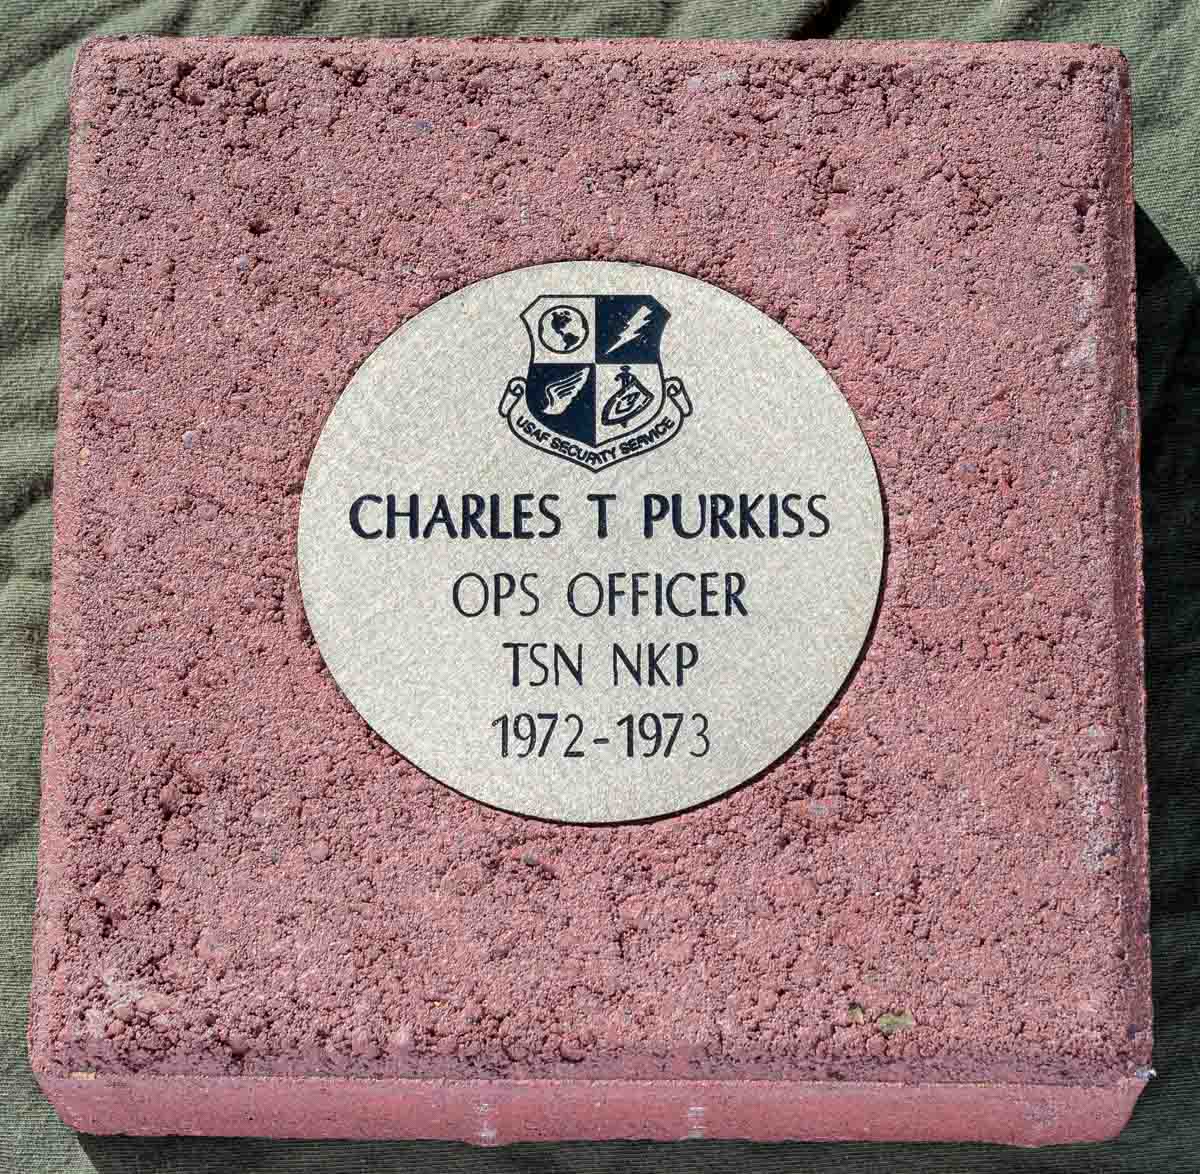 USAF SECURITY SERVICE
CHARLES T PURKISS
OPS OFFICER
TSN NKP
1972-1973